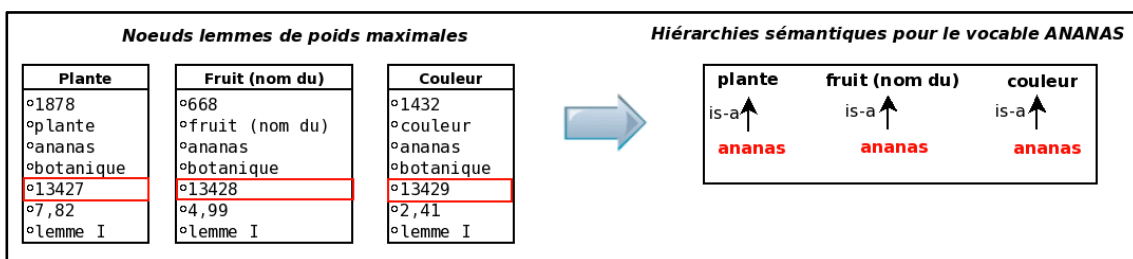 Noeuds lemmes de poids maximales
Plante
°1878
°plante
°ananas
°botanique
°13427
°7,82
°lemme I
Fruit (nom du)
°668
°fruit (nom du)
°ananas
°botanique
°13428
°4,99
°lemme I
Couleur
°1432
°couleur
°ananas
°botanique
°13429
°2,41
°lemme I
Hiérarchies sémantiques pour le vocable ANANAS
plante fruit (nom du) couleur
is-a is-a is-a
ananas ananas ananas